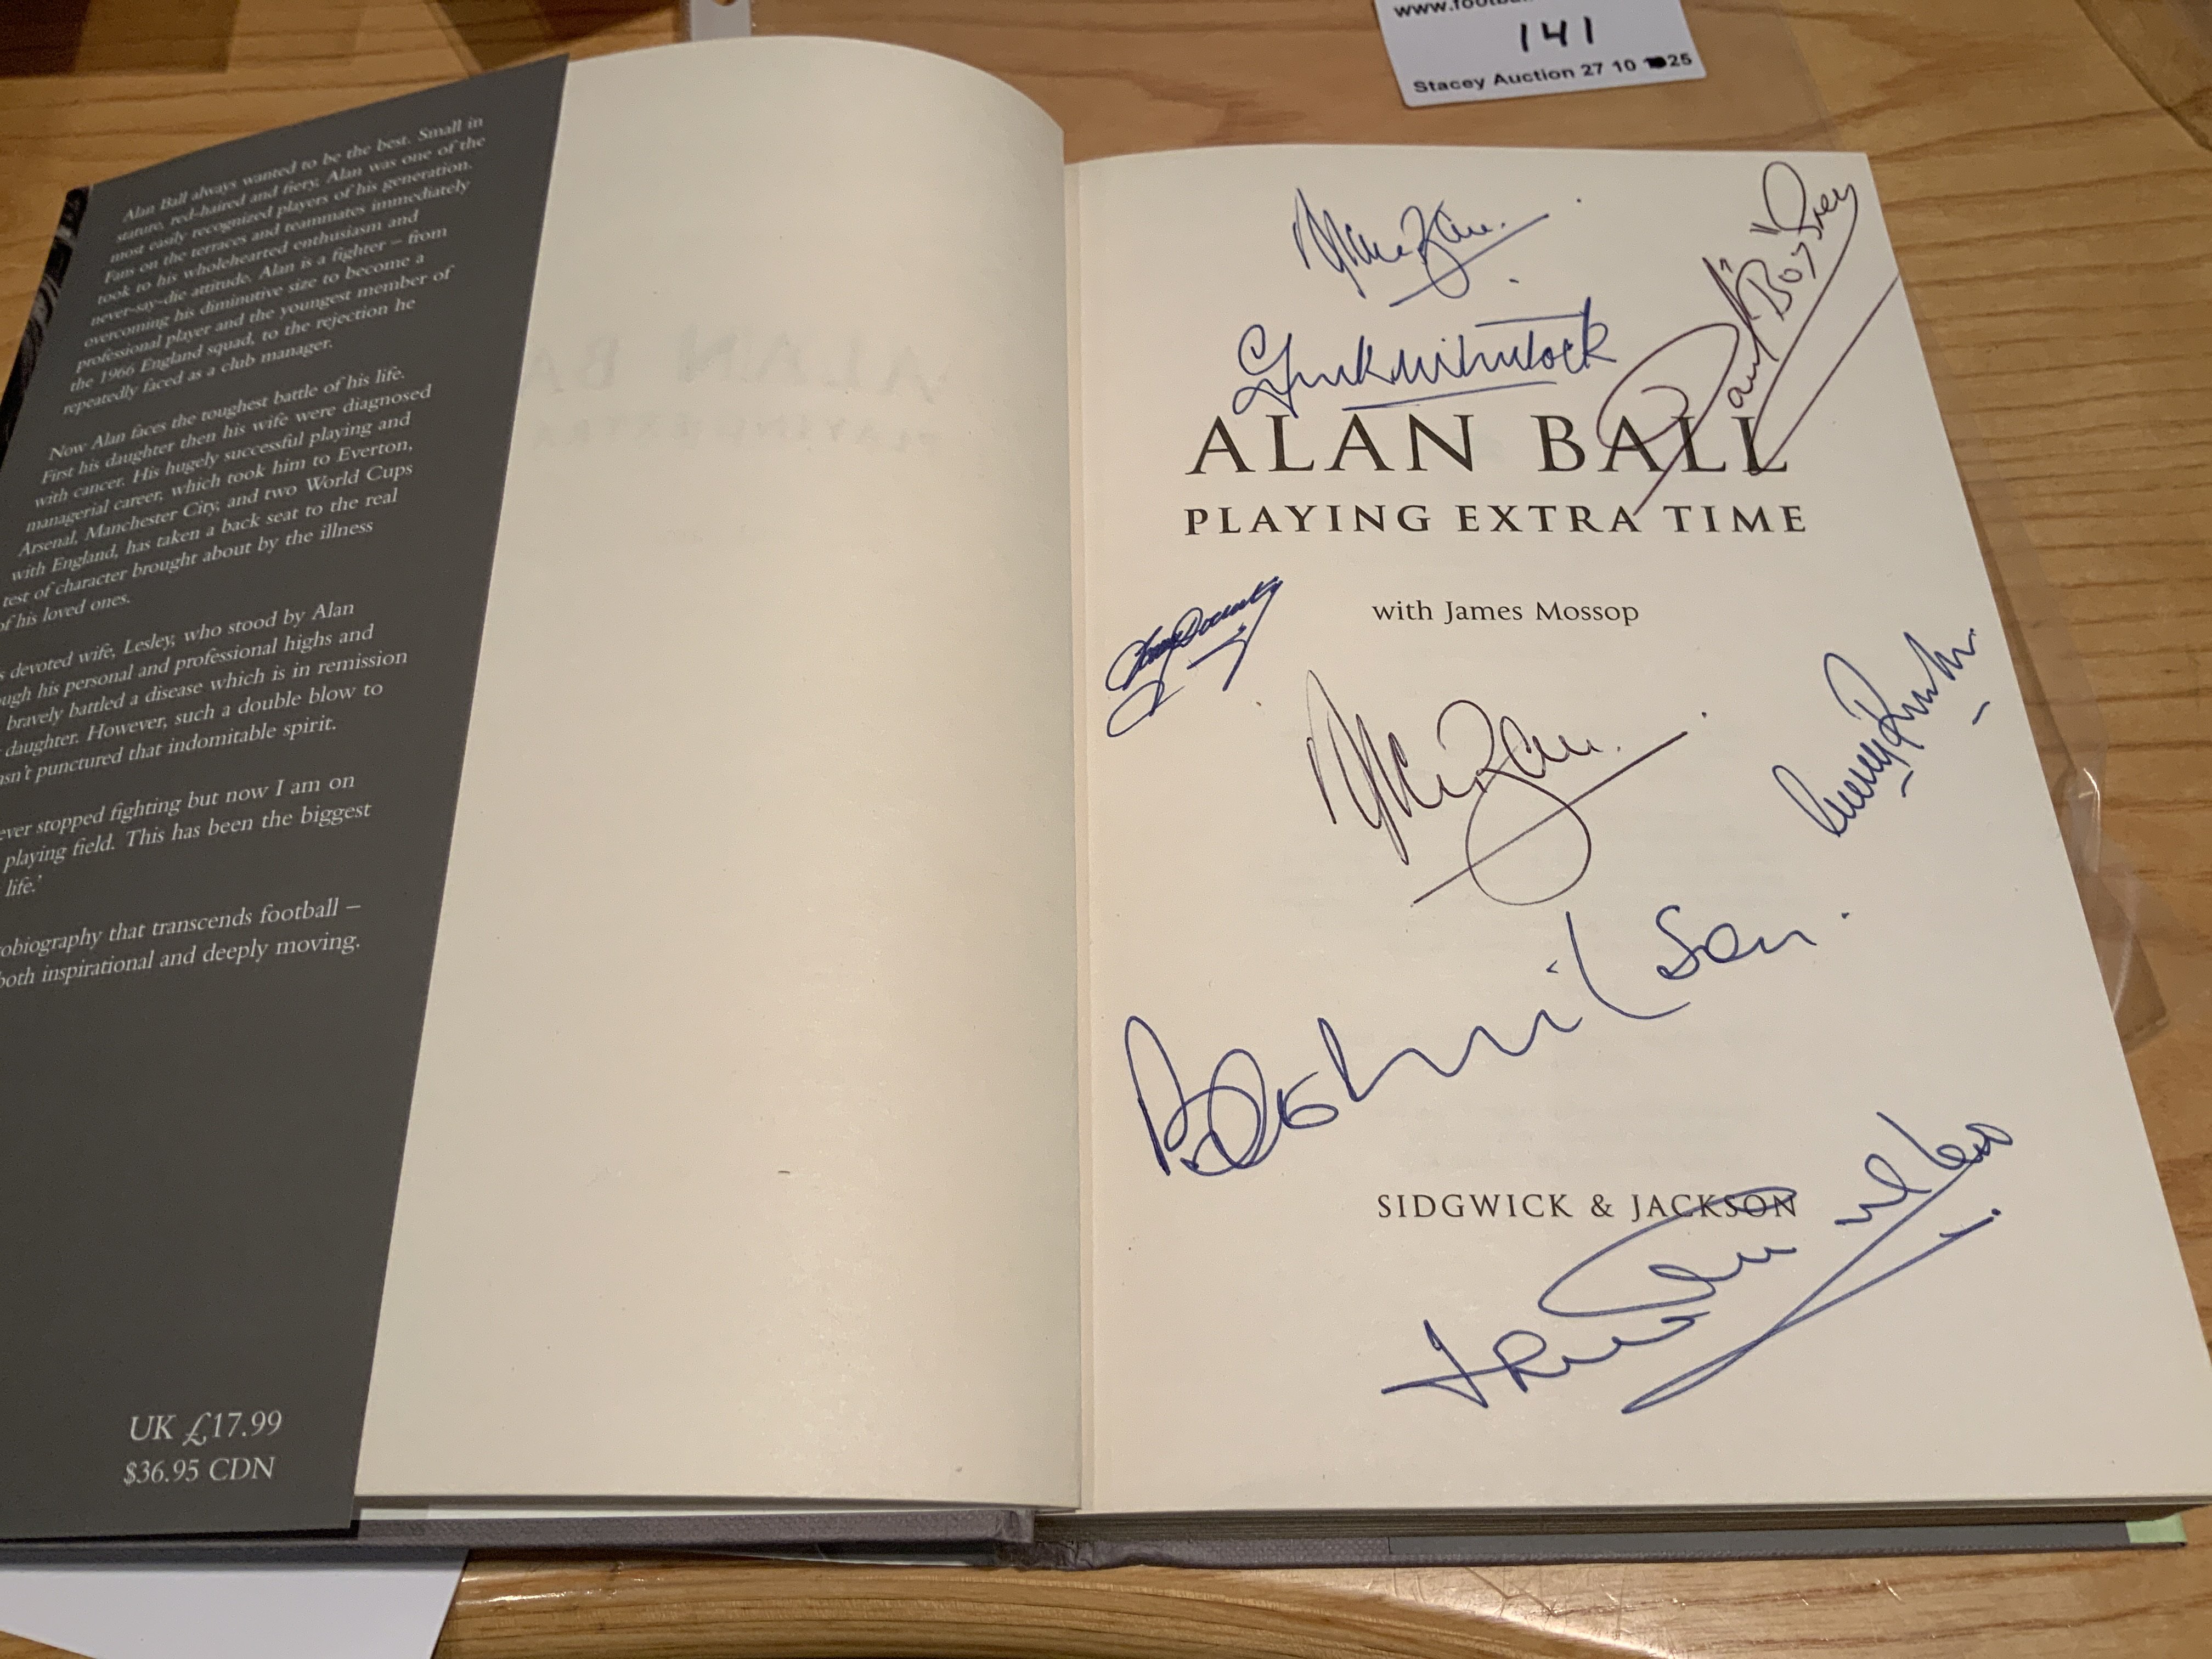 www.footbal
141
Stacey Auction 27 10 25
Alan Ball always wanted to be the best. Small in
stature, red-haired and fiery, Alan was one of the
most easily recognized players of his generation.
Fans on the terraces and teammates immediately
took to his wholehearted enthusiasm and
never-say-die attitude. Alan is a fighter – from
overcoming his diminutive size to become a
professional player and the youngest member of
the 1966 England squad, to the rejection he
repeatedly faced as a club manager.
Now Alan faces the toughest battle of his life.
First his daughter then his wife were diagnosed
with cancer. His hugely successful playing and
managerial career, which took him to Everton,
Arsenal, Manchester City, and two World Cups
with England, has taken a back seat to the real
test of character brought about by the illness
of his loved ones.
s devoted wife, Lesley, who stood by Alan
ugh his personal and professional highs and
bravely battled a disease which is in remission
daughter. However, such a double blow to
asn't punctured that indomitable spirit.
ever stopped fighting but now I am on
playing field. This has been the biggest
life.'
obiography that transcends football –
both inspirational and deeply moving.
UK £17.99
$36.95 CDN
Paul "Boy"
ALAN BALL
PLAYING EXTRA TIME
with James Mossop
Wilson.
SIDGWICK & JACKSON